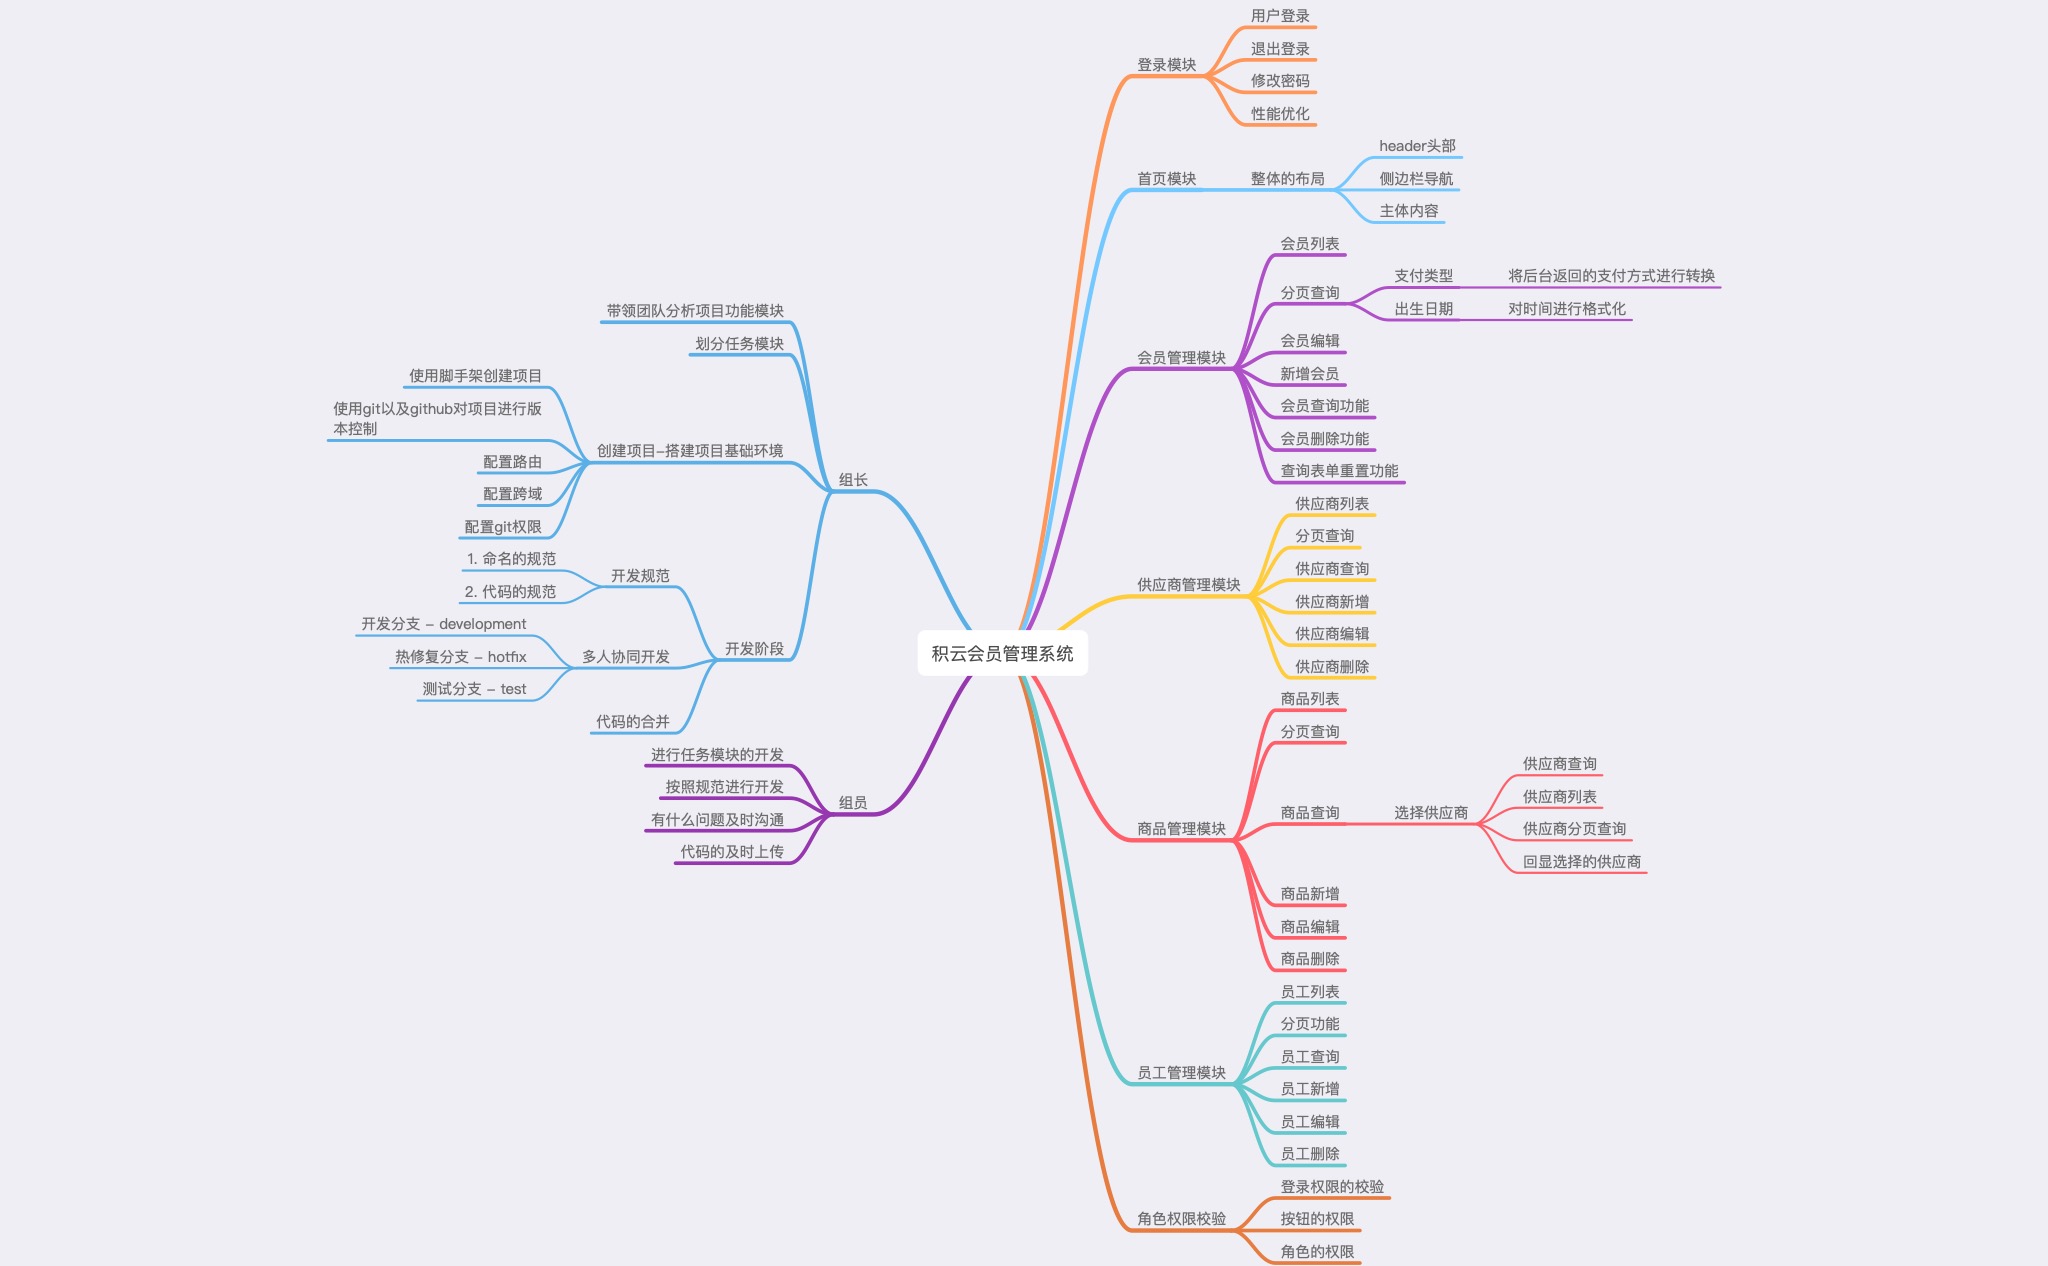 积云会员管理系统
登录模块
用户登录
退出登录
修改密码
性能优化
首页模块
整体的布局
header头部
侧边栏导航
主体内容
会员管理模块
会员列表
分页查询
支付类型
将后台返回的支付方式进行转换
出生日期
对时间进行格式化
会员编辑
新增会员
会员查询功能
会员删除功能
查询表单重置功能
供应商管理模块
供应商列表
分页查询
供应商查询
供应商新增
供应商编辑
供应商删除
商品管理模块
商品列表
分页查询
商品查询
选择供应商
供应商查询
供应商列表
供应商分页查询
回显选择的供应商
商品新增
商品编辑
商品删除
员工管理模块
员工列表
分页功能
员工查询
员工新增
员工编辑
员工删除
角色权限校验
登录权限的校验
按钮的权限
角色的权限
组长
带领团队分析项目功能模块
划分任务模块
创建项目-搭建项目基础环境
使用脚手架创建项目
使用git以及github对项目进行版
本控制
配置路由
配置跨域
配置git权限
开发阶段
开发规范
1. 命名的规范
2. 代码的规范
多人协同开发
开发分支 - development
热修复分支 - hotfix
测试分支 - test
代码的合并
组员
进行任务模块的开发
按照规范进行开发
有什么问题及时沟通
代码的及时上传